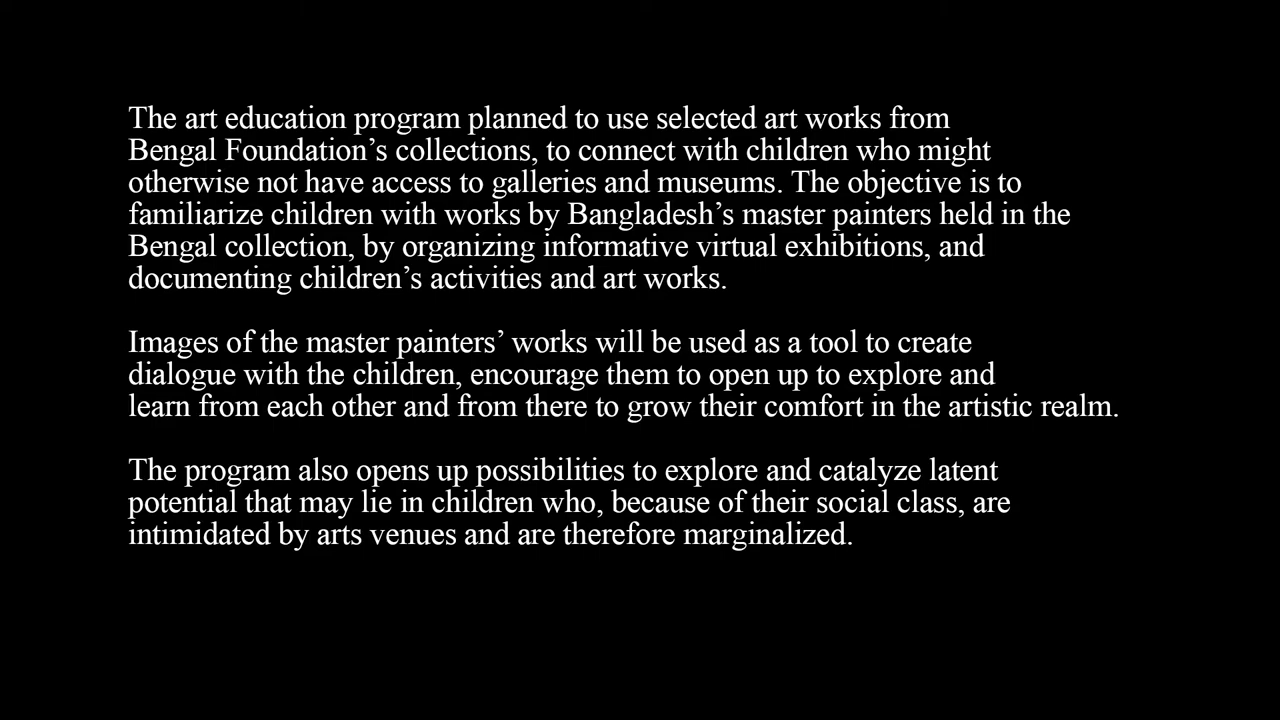 The art education program planned to use selected art works from
Bengal Foundation’s collections, to connect with children who might
otherwise not have access to galleries and museums. The objective is to
familiarize children with works by Bangladesh’s master painters held in the
Bengal collection, by organizing informative virtual exhibitions, and
documenting children’s activities and art works.
Images of the master painters’ works will be used as a tool to create
dialogue with the children, encourage them to open up to explore and
learn from each other and from there to grow their comfort in the artistic realm.
The program also opens up possibilities to explore and catalyze latent
potential that may lie in children who, because of their social class, are
intimidated by arts venues and are therefore marginalized.